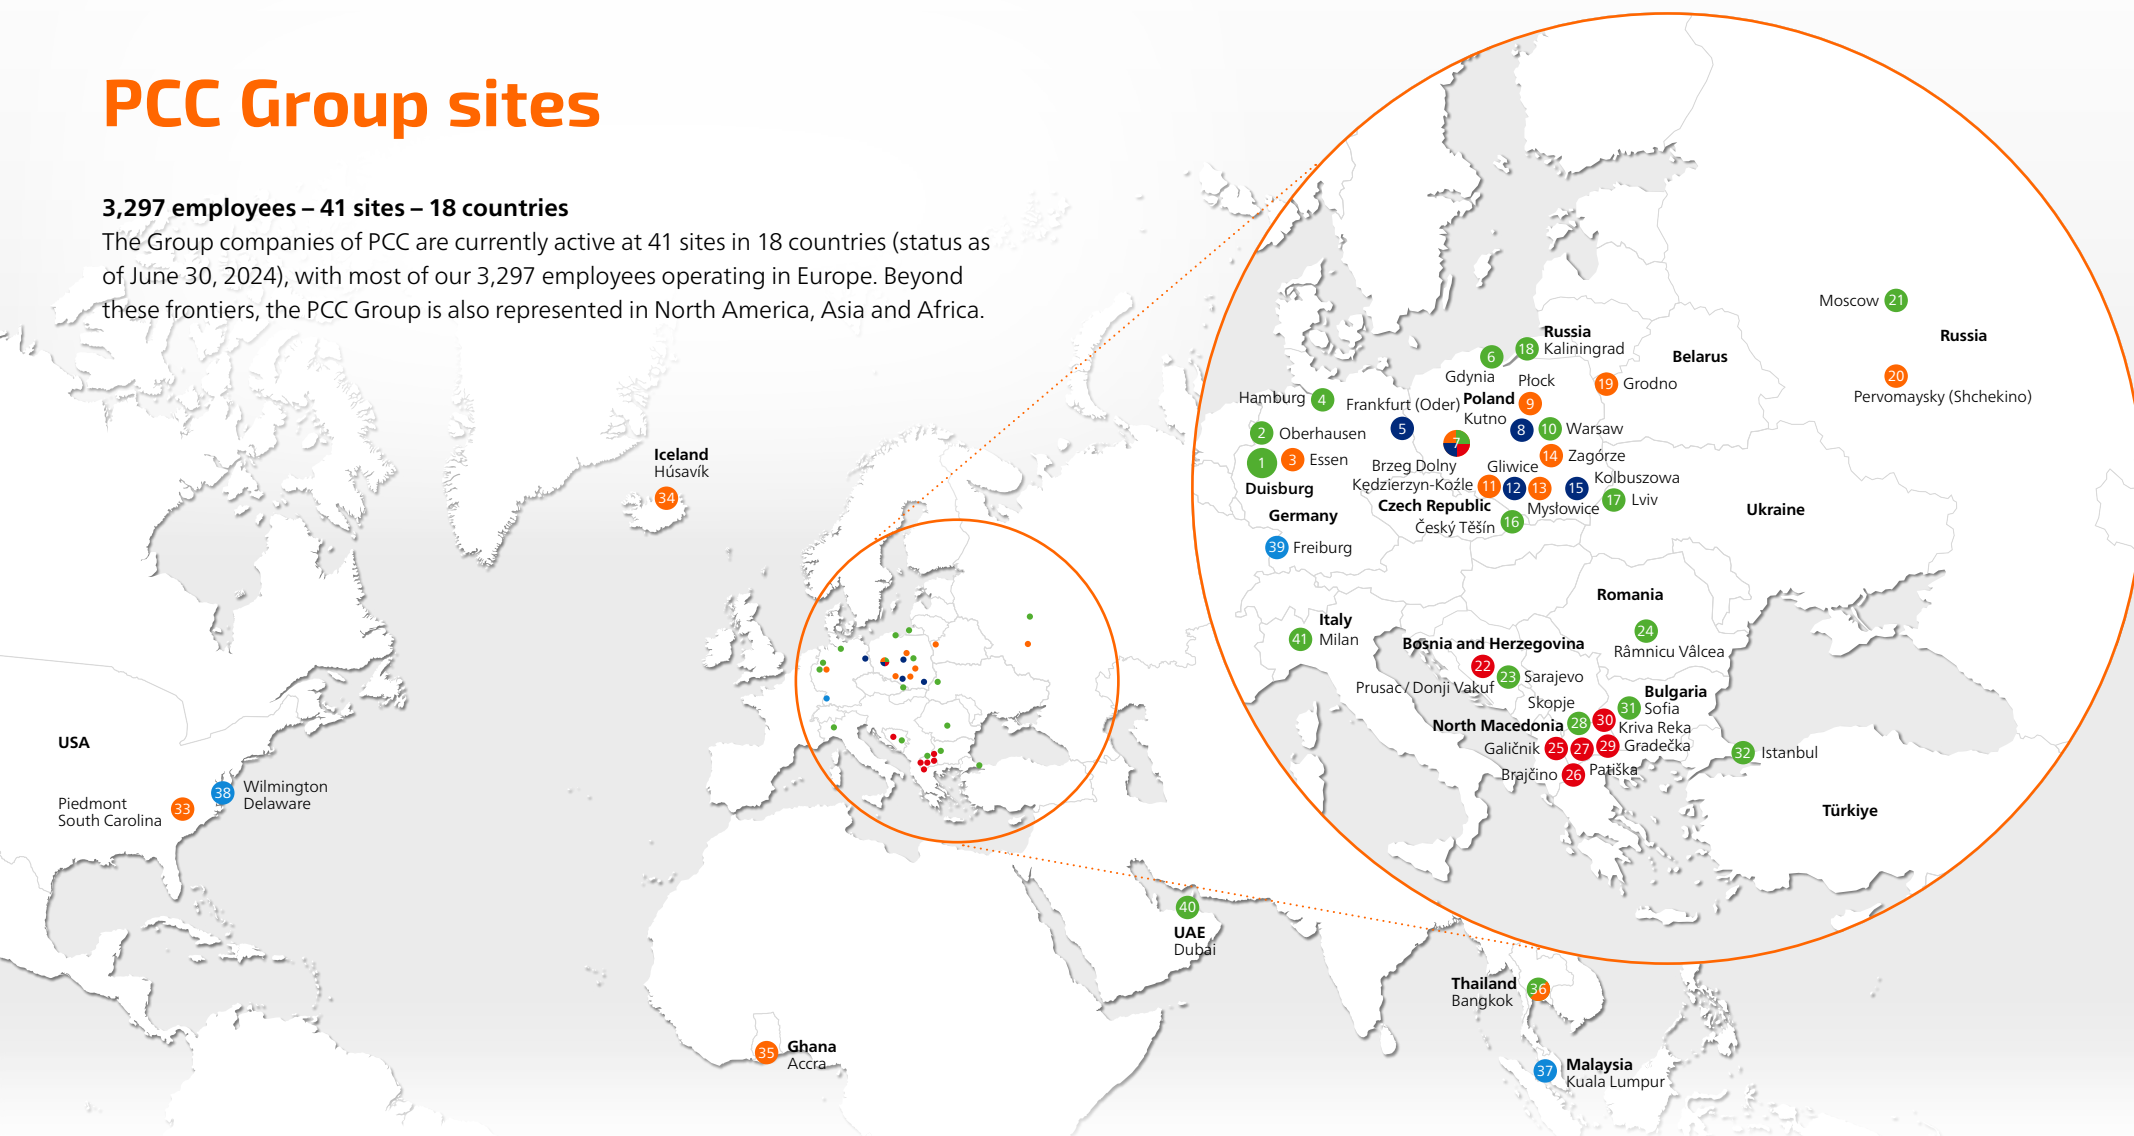 PCC Group sites
3,297 employees – 41 sites – 18 countries
The Group companies of PCC are currently active at 41 sites in 18 countries (status as
of June 30, 2024), with most of our 3,297 employees operating in Europe. Beyond
these frontiers, the PCC Group is also represented in North America, Asia and Africa.
Moscow 21
Russia
20
Pervomaysky (Shchekino)
Russia
18 Kaliningrad
6
Gdynia
Belarus
19 Grodno
Płock
Poland 9
Hamburg 4
Frankfurt (Oder)
5
Kutno
8
10 Warsaw
2 Oberhausen
7
Brzeg Dolny
14 Zagórze
1
3 Essen
Duisburg
Germany
Gliwice
Kędzierzyn-Koźle 11 12 13
Mysłowice
15 Kolbuszowa
17 Lviv
Czech Republic
Český Těšín 16
Ukraine
39 Freiburg
Romania
24
Râmnicu Vâlcea
Italy
41 Milan
Bosnia and Herzegovina
22
Prusac / Donji Vakuf
23 Sarajevo
Bulgaria
31 Sofia
Skopje
North Macedonia 28
30 Kriva Reka
Galičnik 25 27 29 Gradečka
Patiška
Brajčino 26
32 Istanbul
Türkiye
Iceland
Húsavík
34
USA
38 Wilmington
Delaware
Piedmont
South Carolina 33
40
UAE
Dubai
Thailand
Bangkok
36
35 Ghana
Accra
37 Malaysia
Kuala Lumpur